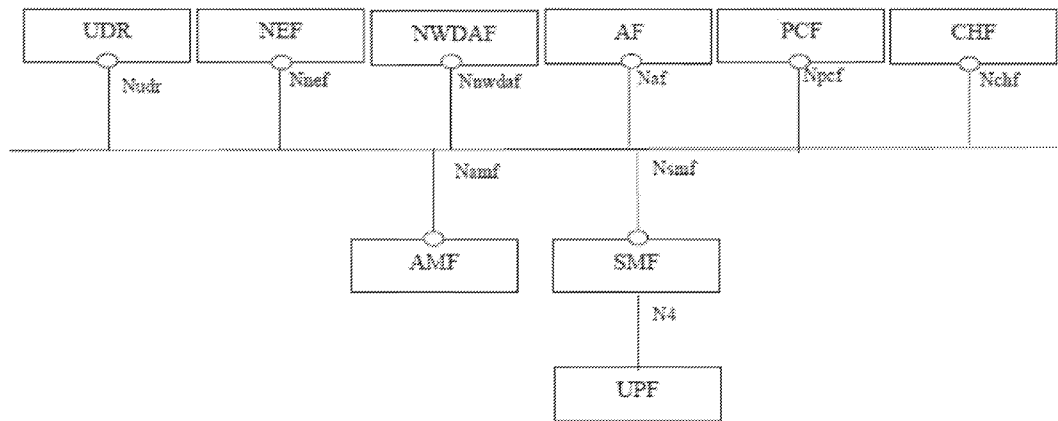 UDR NEF NWDAF AF PCF CHF
Nudr Nnef Nnwdaf Naf Npcf Nchf
Namf Nsmf
AMF SMF
N4
UPF